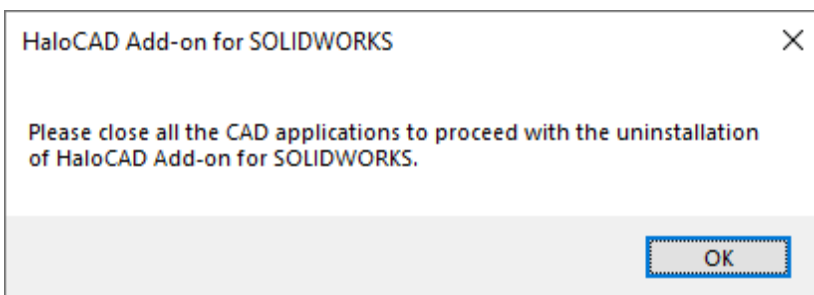 HaloCAD Add-on for SOLIDWORKS
Please close all the CAD applications to proceed with the uninstallation
of HaloCAD Add-on for SOLIDWORKS.
OK